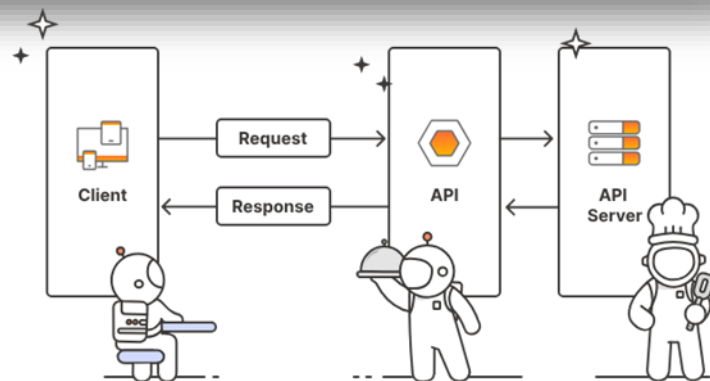 Request
Client
API
API
Server
Response